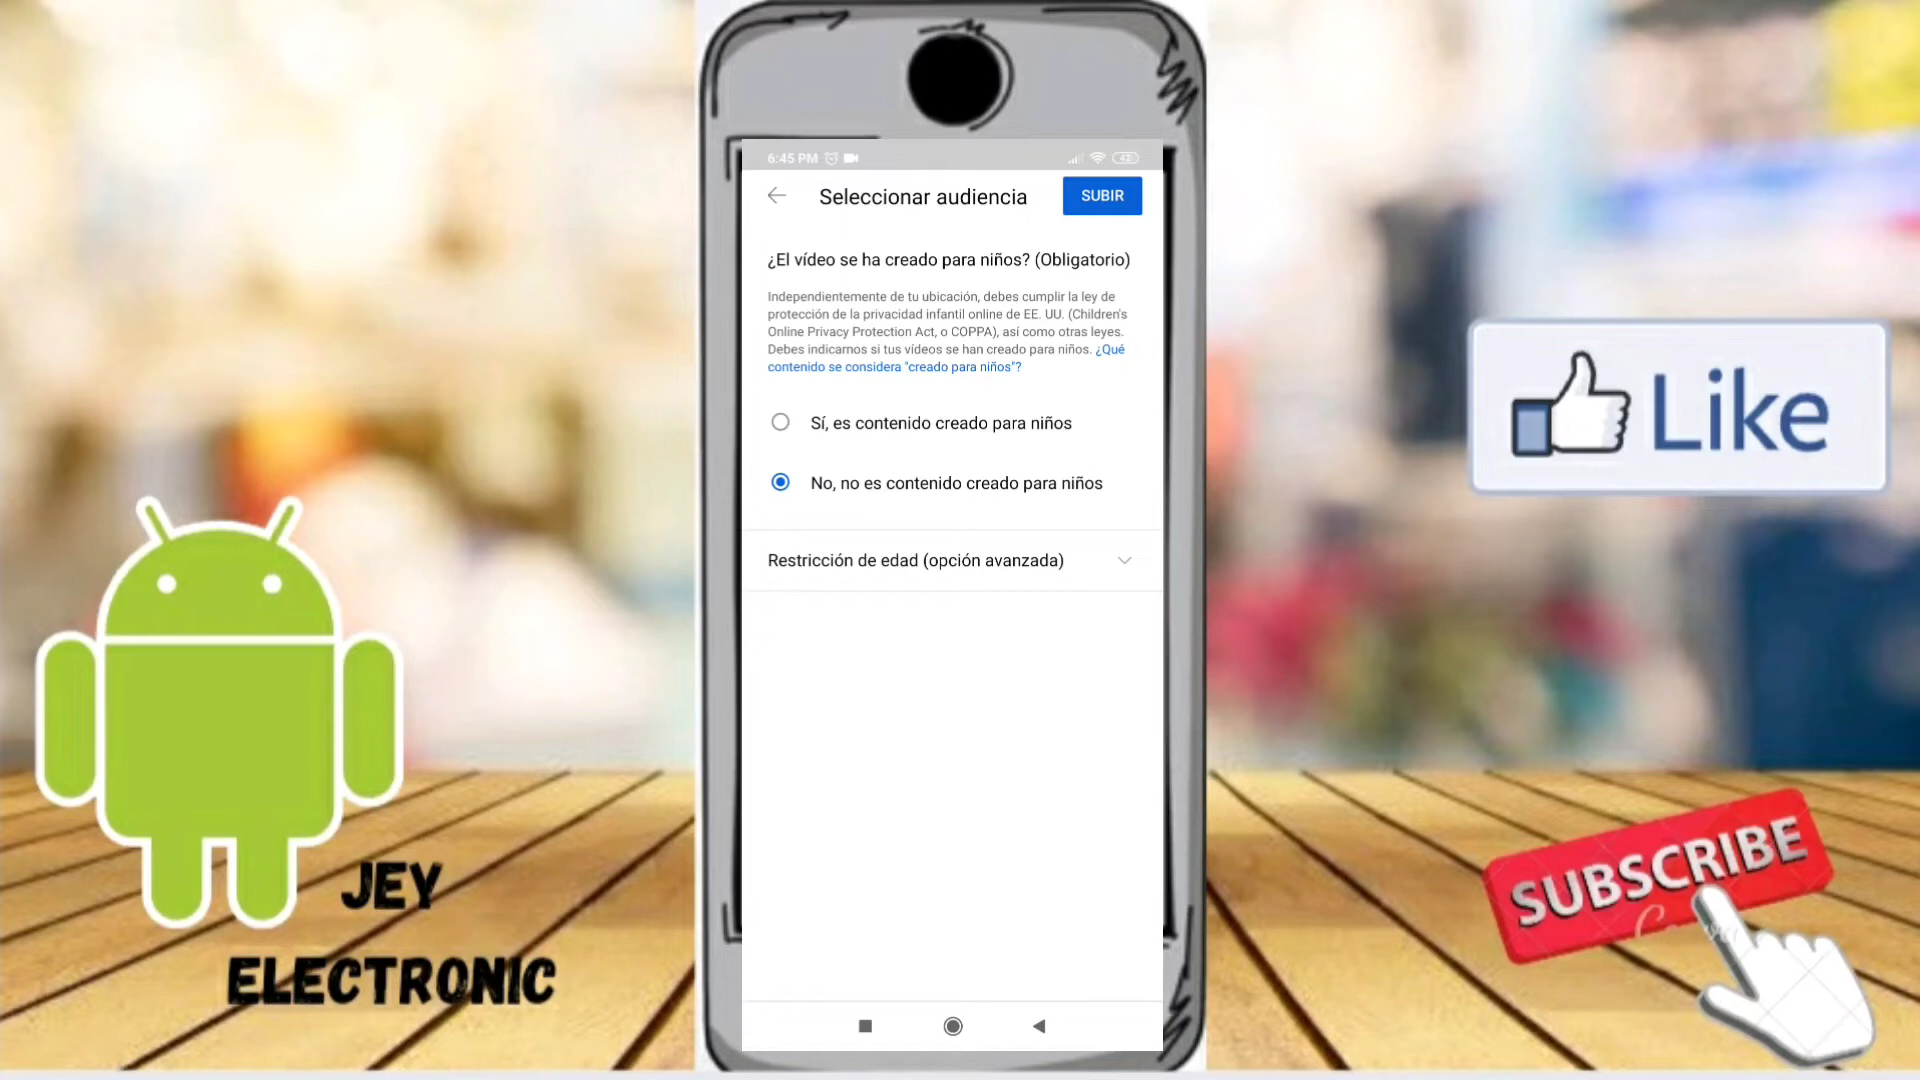 6:45 PM
42
Seleccionar audiencia
SUBIR
¿El vídeo se ha creado para niños? (Obligatorio)
Independientemente de tu ubicación, debes cumplir la ley de
protección de la privacidad infantil online de EE. UU. (Children's
Online Privacy Protection Act, o COPPA), así como otras leyes.
Debes indicarnos si tus vídeos se han creado para niños. ¿Qué
contenido se considera "creado para niños"?
Sí, es contenido creado para niños
No, no es contenido creado para niños
Restricción de edad (opción avanzada)
Like
JEY
ELECTRONIC
SUBSCRIBE
Canva